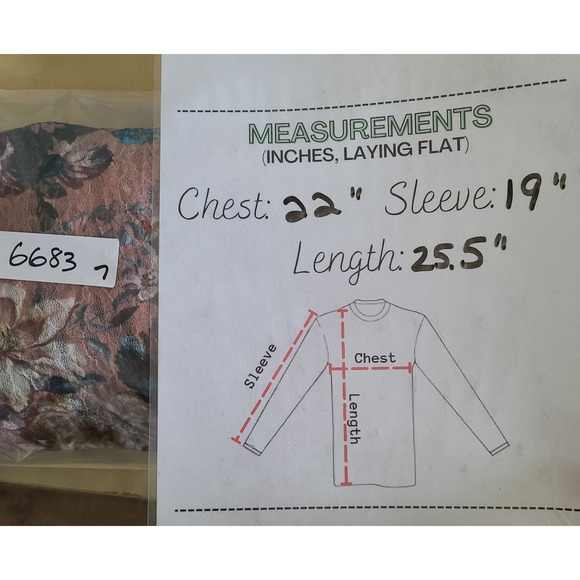 MEASUREMENTS
(INCHES, LAYING FLAT)
Chest: 22" Sleeve: 19"
Length: 25.5"
6683 7
Sleeve
Chest
Length